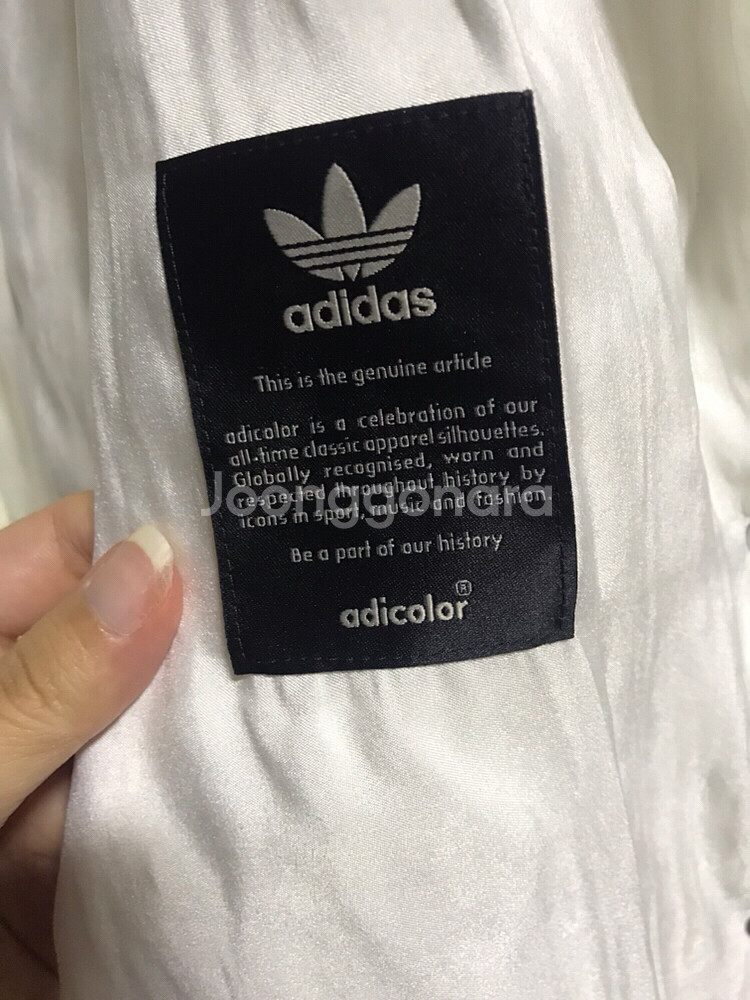 adidas
This is the genuine article
adicolor is a celebration of our
all-time classic apparel silhouettes.
Globally recognised, worn and
respected throughout history by
Joonggonara
icons in sport, music and fashion
Be a part of our history
adicolor®